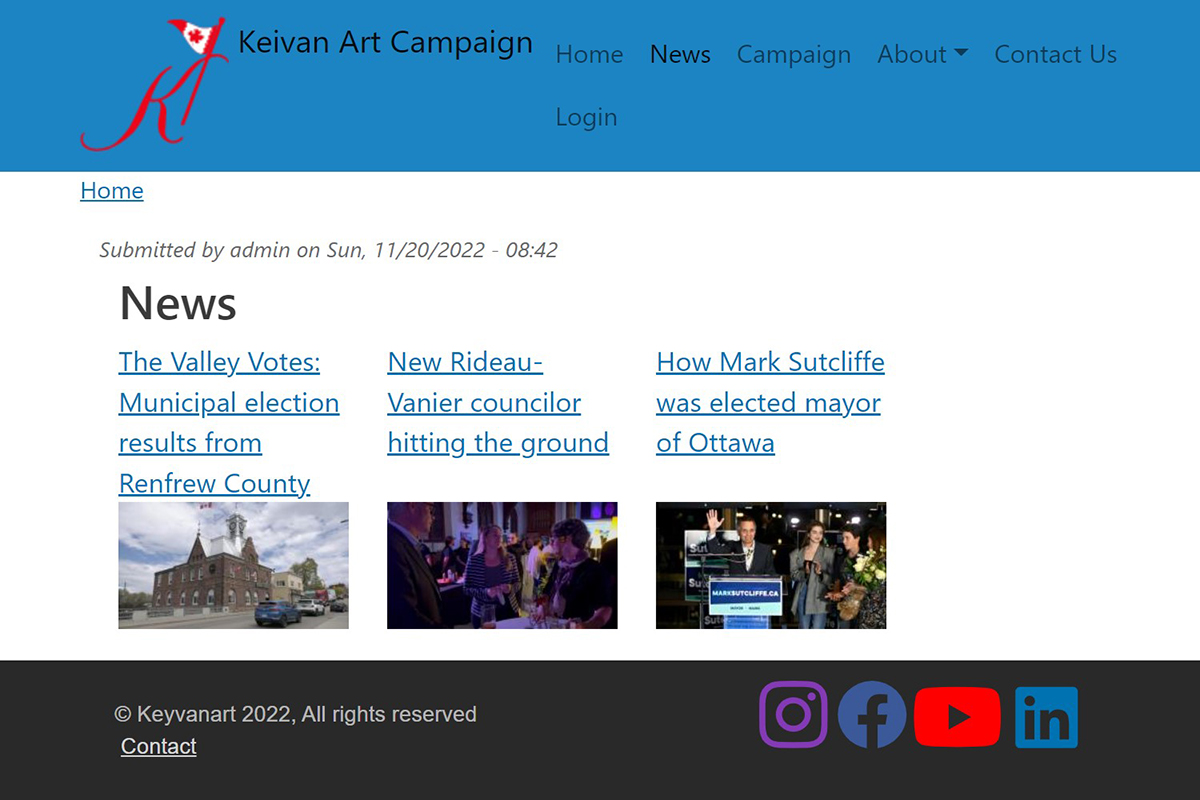 Keivan Art Campaign
Home News Campaign About Contact Us
Login
Home
Submitted by admin on Sun, 11/20/2022 - 08:42
News
The Valley Votes:
Municipal election
results from
Renfrew County
New Rideau-
Vanier councilor
hitting the ground
How Mark Sutcliffe
was elected mayor
of Ottawa
MARKSUTCLIFFE.CA
© Keyvanart 2022, All rights reserved
Contact
in